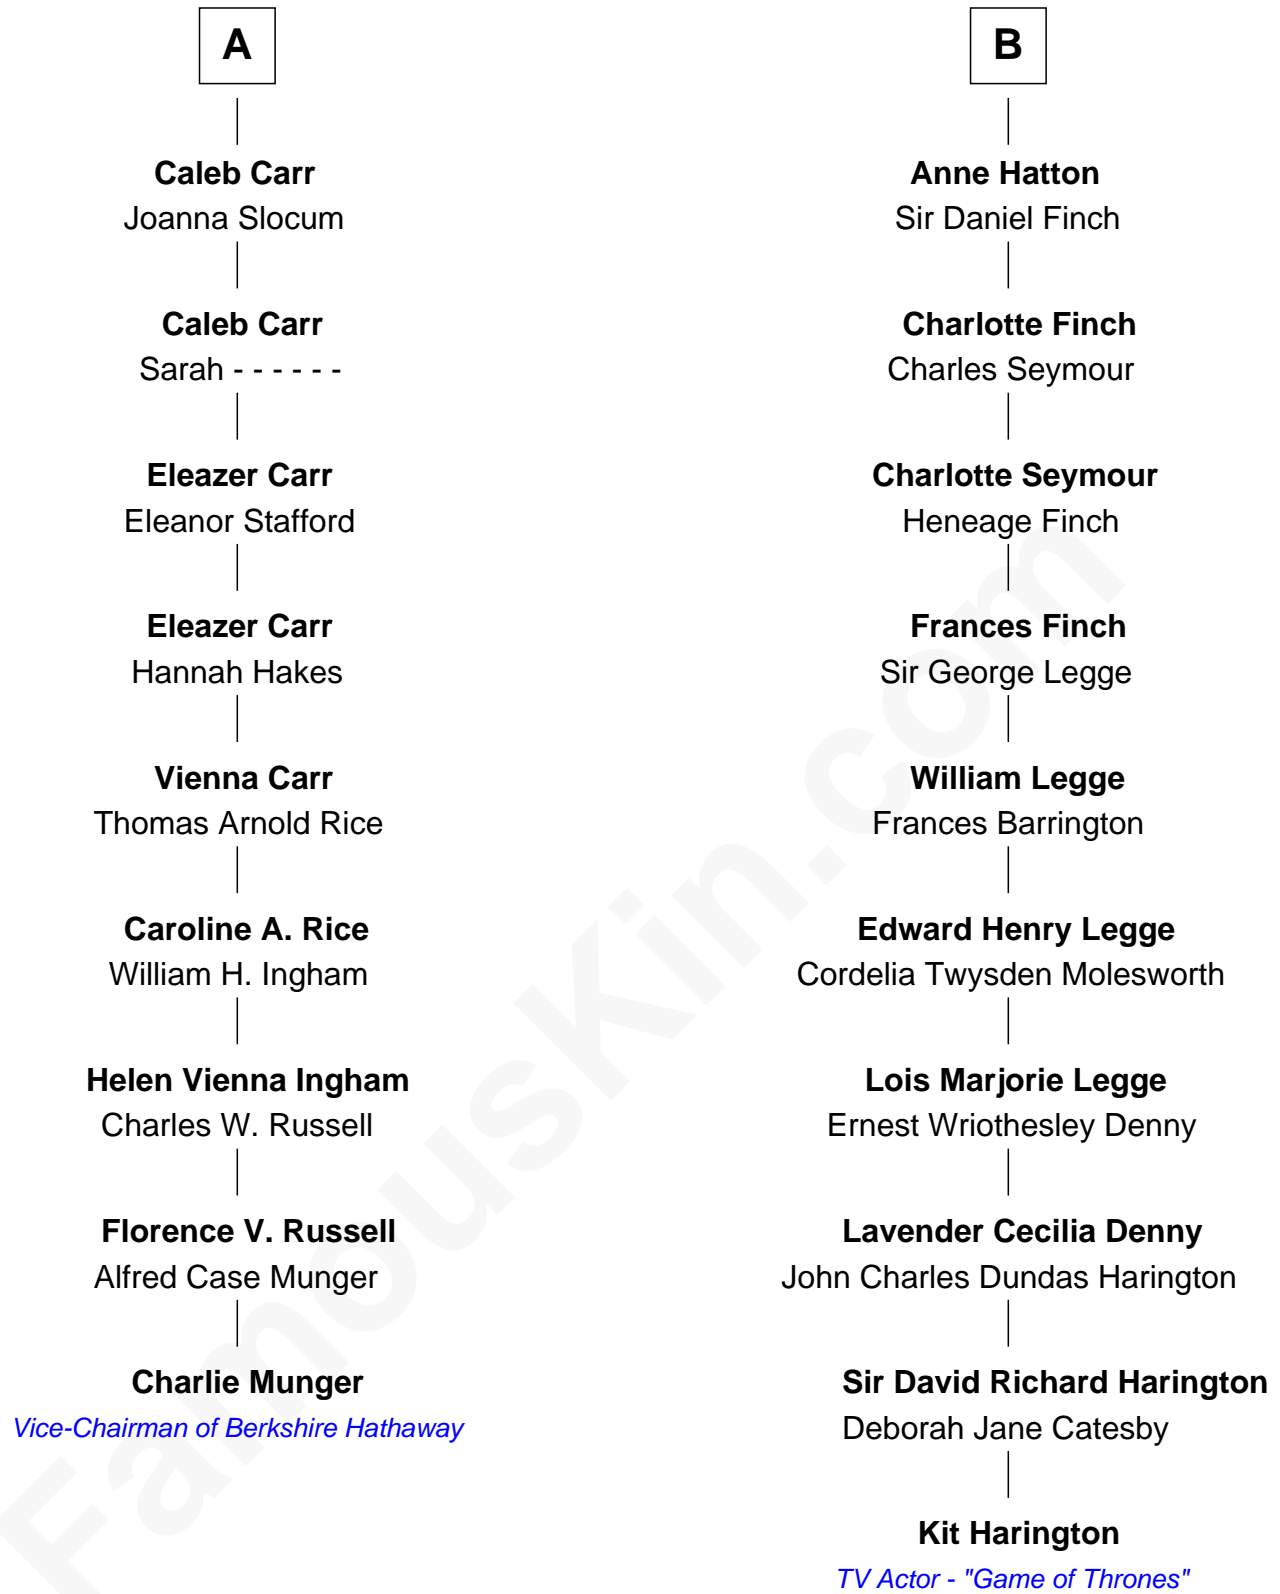 A
Caleb Carr
Joanna Slocum
Caleb Carr
Sarah - - - - - -
Eleazer Carr
Eleanor Stafford
Eleazer Carr
Hannah Hakes
Vienna Carr
Thomas Arnold Rice
Caroline A. Rice
William H. Ingham
Helen Vienna Ingham
Charles W. Russell
Florence V. Russell
Alfred Case Munger
Charlie Munger
Vice-Chairman of Berkshire Hathaway
B
Anne Hatton
Sir Daniel Finch
Charlotte Finch
Charles Seymour
Charlotte Seymour
Heneage Finch
Frances Finch
Sir George Legge
William Legge
Frances Barrington
Edward Henry Legge
Cordelia Twysden Molesworth
Lois Marjorie Legge
Ernest Wriothesley Denny
Lavender Cecilia Denny
John Charles Dundas Harington
Sir David Richard Harington
Deborah Jane Catesby
Kit Harington
TV Actor - "Game of Thrones"
FamousKin.com